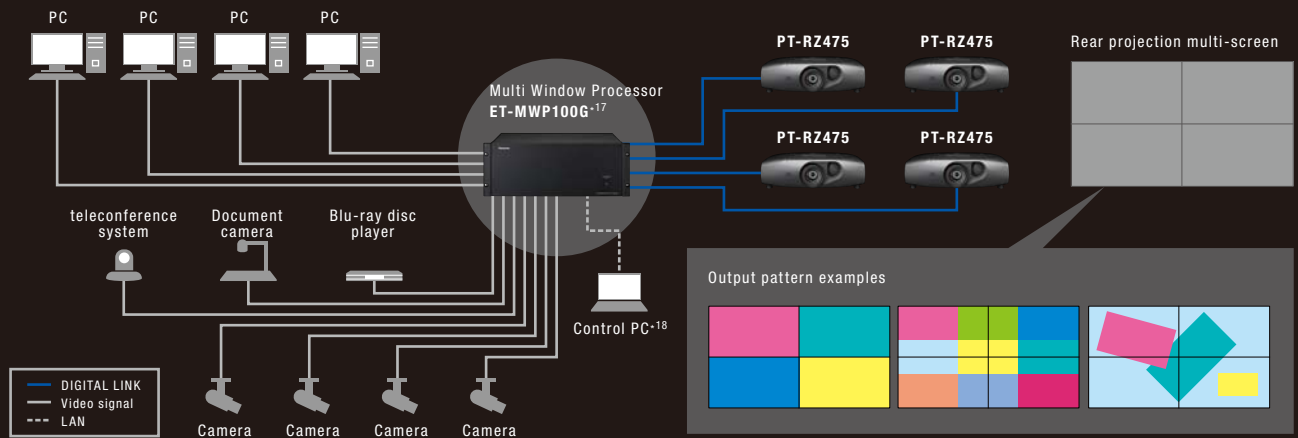 PC
PC
PC
PC
PT-RZ475
PT-RZ475
Rear projection multi-screen
Multi Window Processor
ET-MWP100G*17
PT-RZ475
PT-RZ475
teleconference
system
Document
camera
Blu-ray disc
player
Output pattern examples
Control PC*18
DIGITAL LINK
Video signal
LAN
Camera
Camera
Camera
Camera